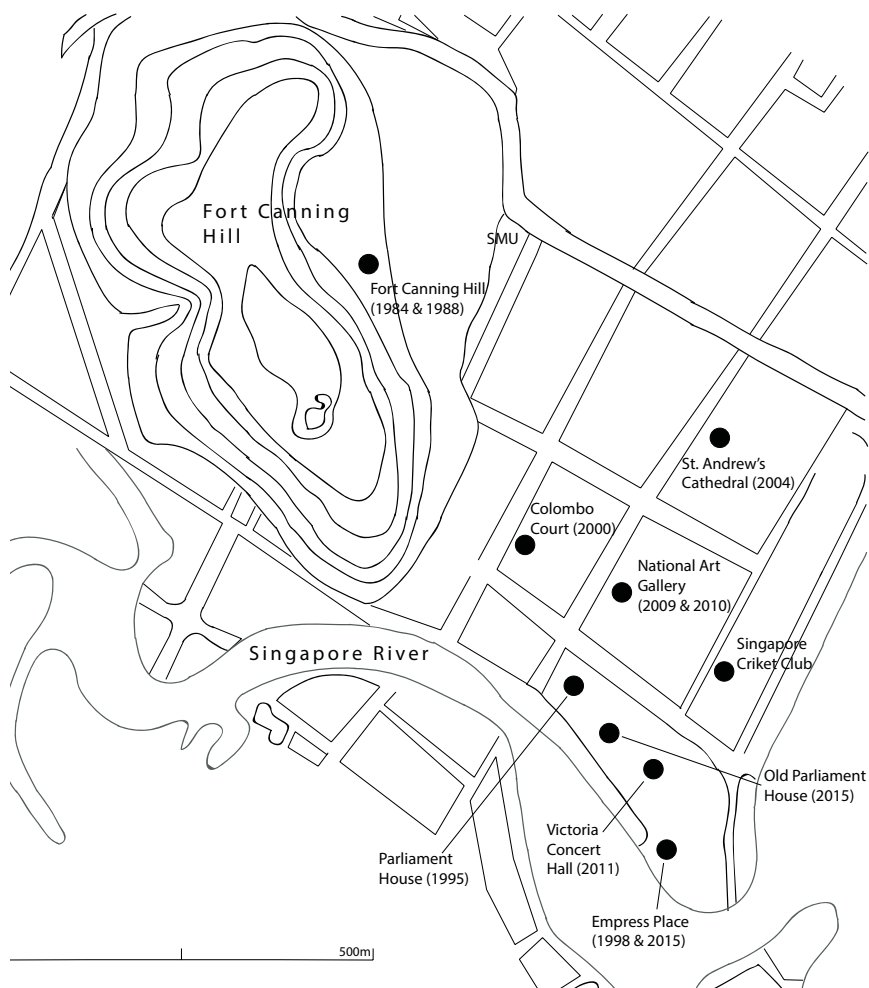 Fort Canning
Hill
SMU
Fort Canning Hill
(1984 & 1988)
St. Andrew's
Cathedral (2004)
Colombo
Court (2000)
National Art
Gallery
(2009 & 2010)
Singapore
Criket Club
Singapore River
Old Parliament
House (2015)
Victoria
Concert
Hall (2011)
Parliament
House (1995)
Empress Place
(1998 & 2015)
500m